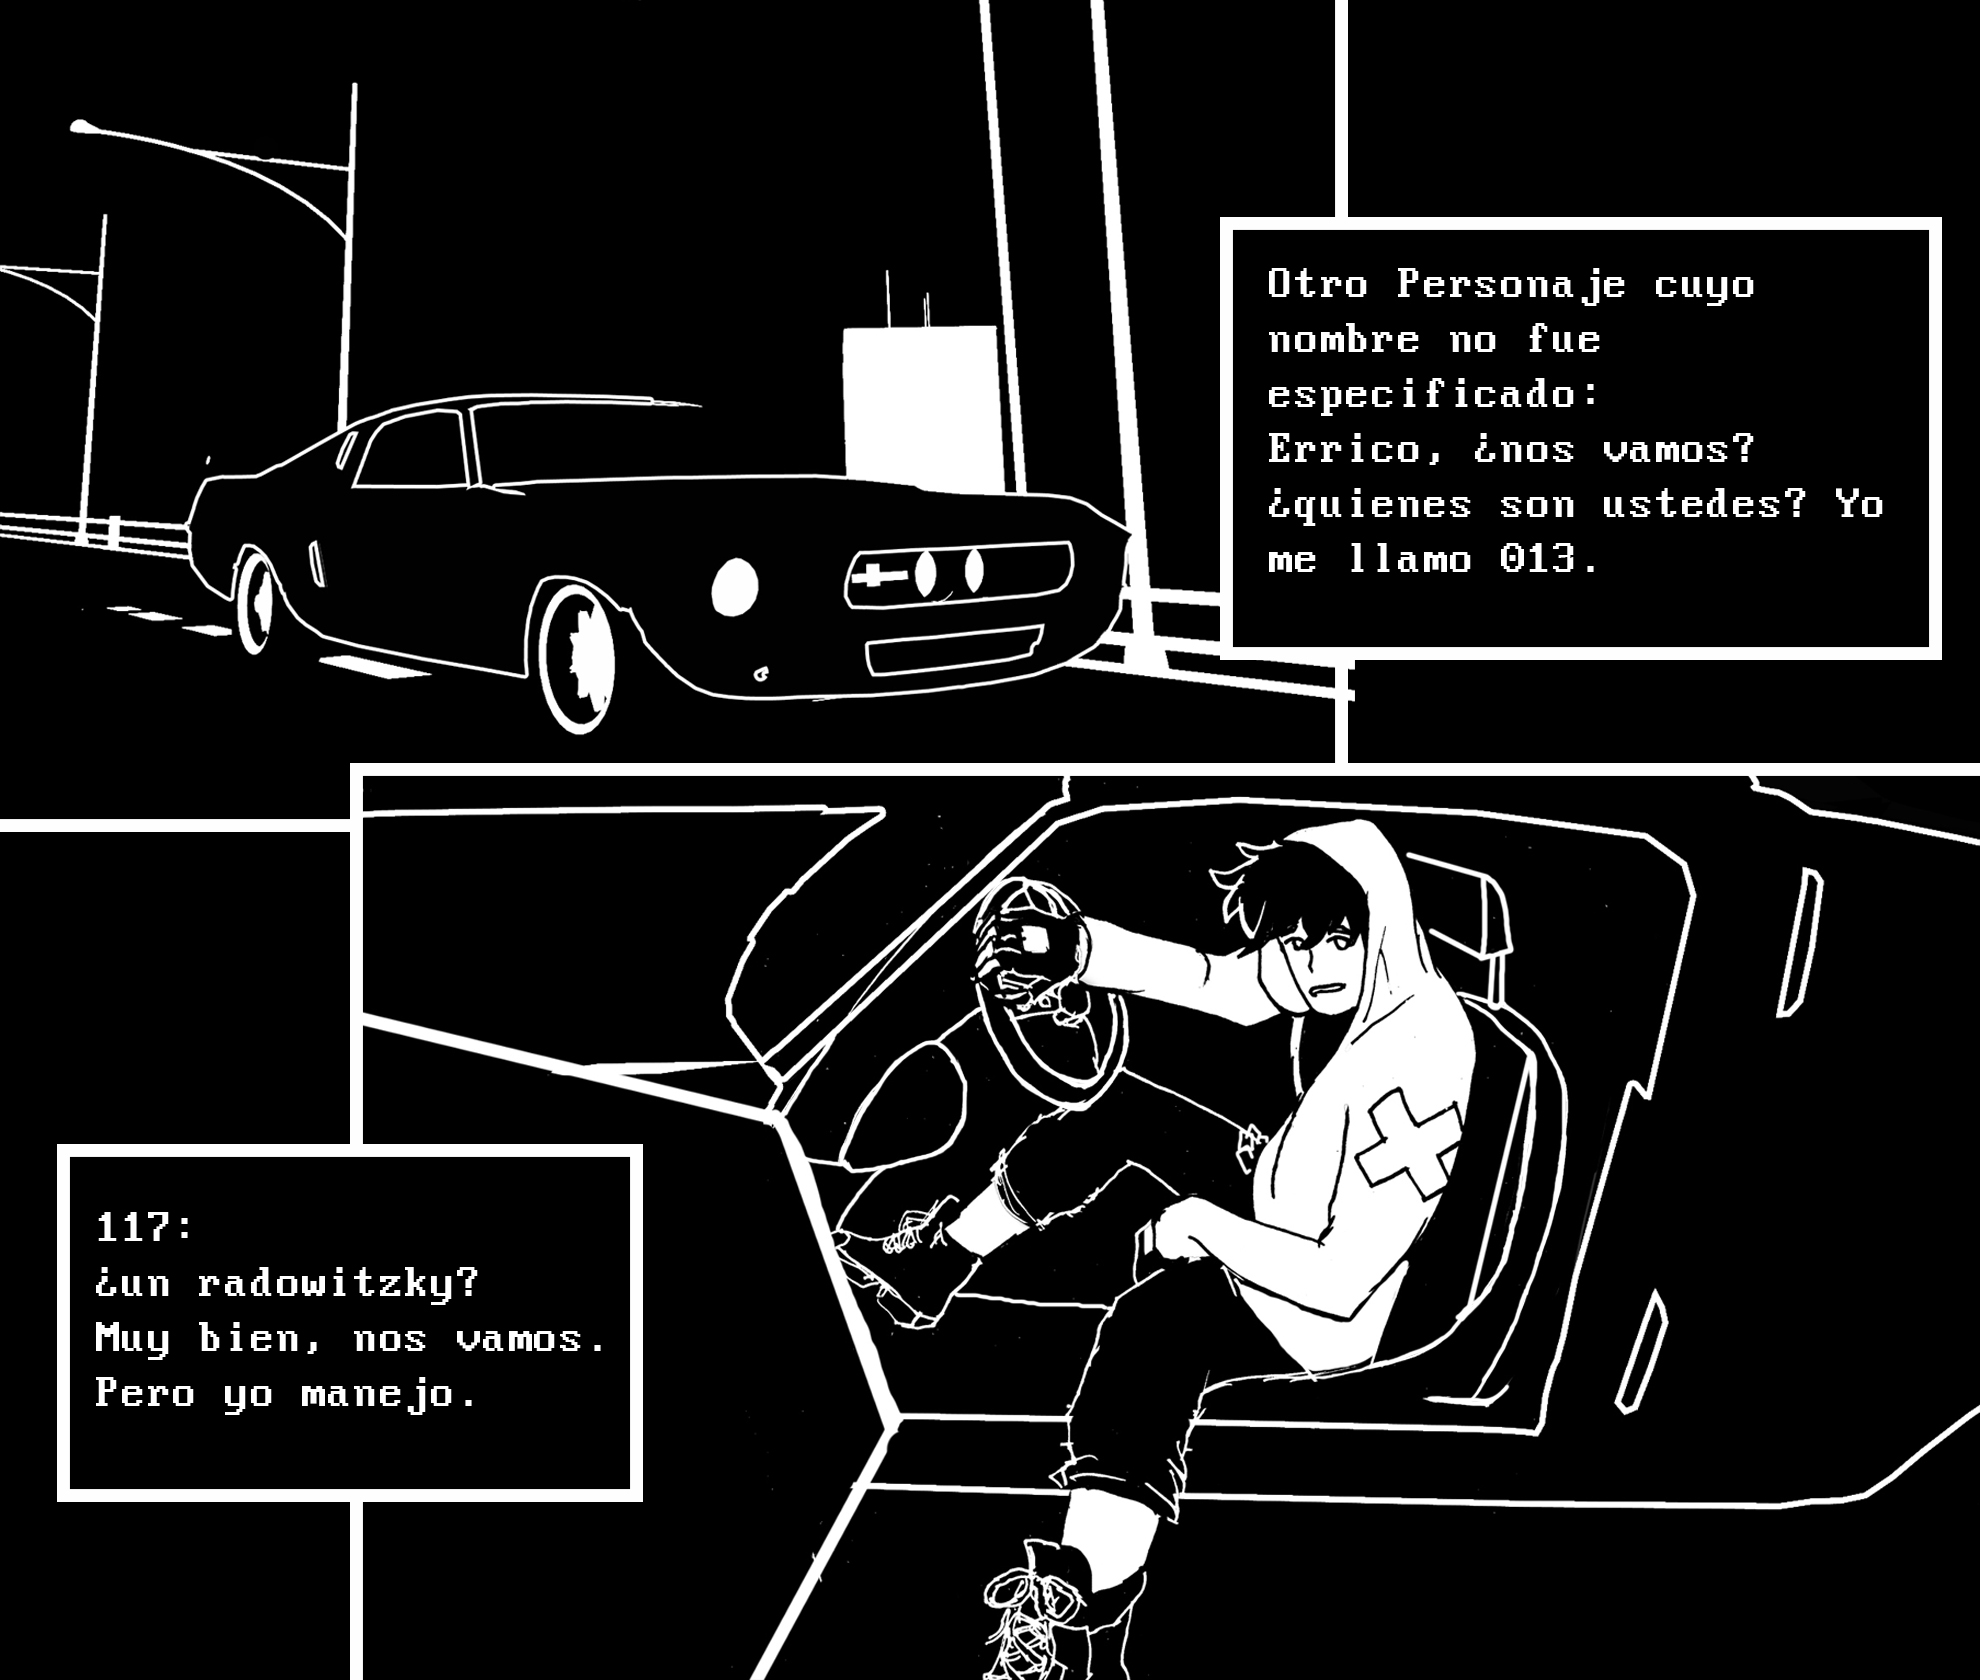 Otro Personaje cuyo
nombre no fue
especificado:
Errico, ¿nos vamos?
¿quienes son ustedes? Yo
me llamo 013.
117:
¿un radowitzky?
Muy bien, nos vamos.
Pero yo manejo.